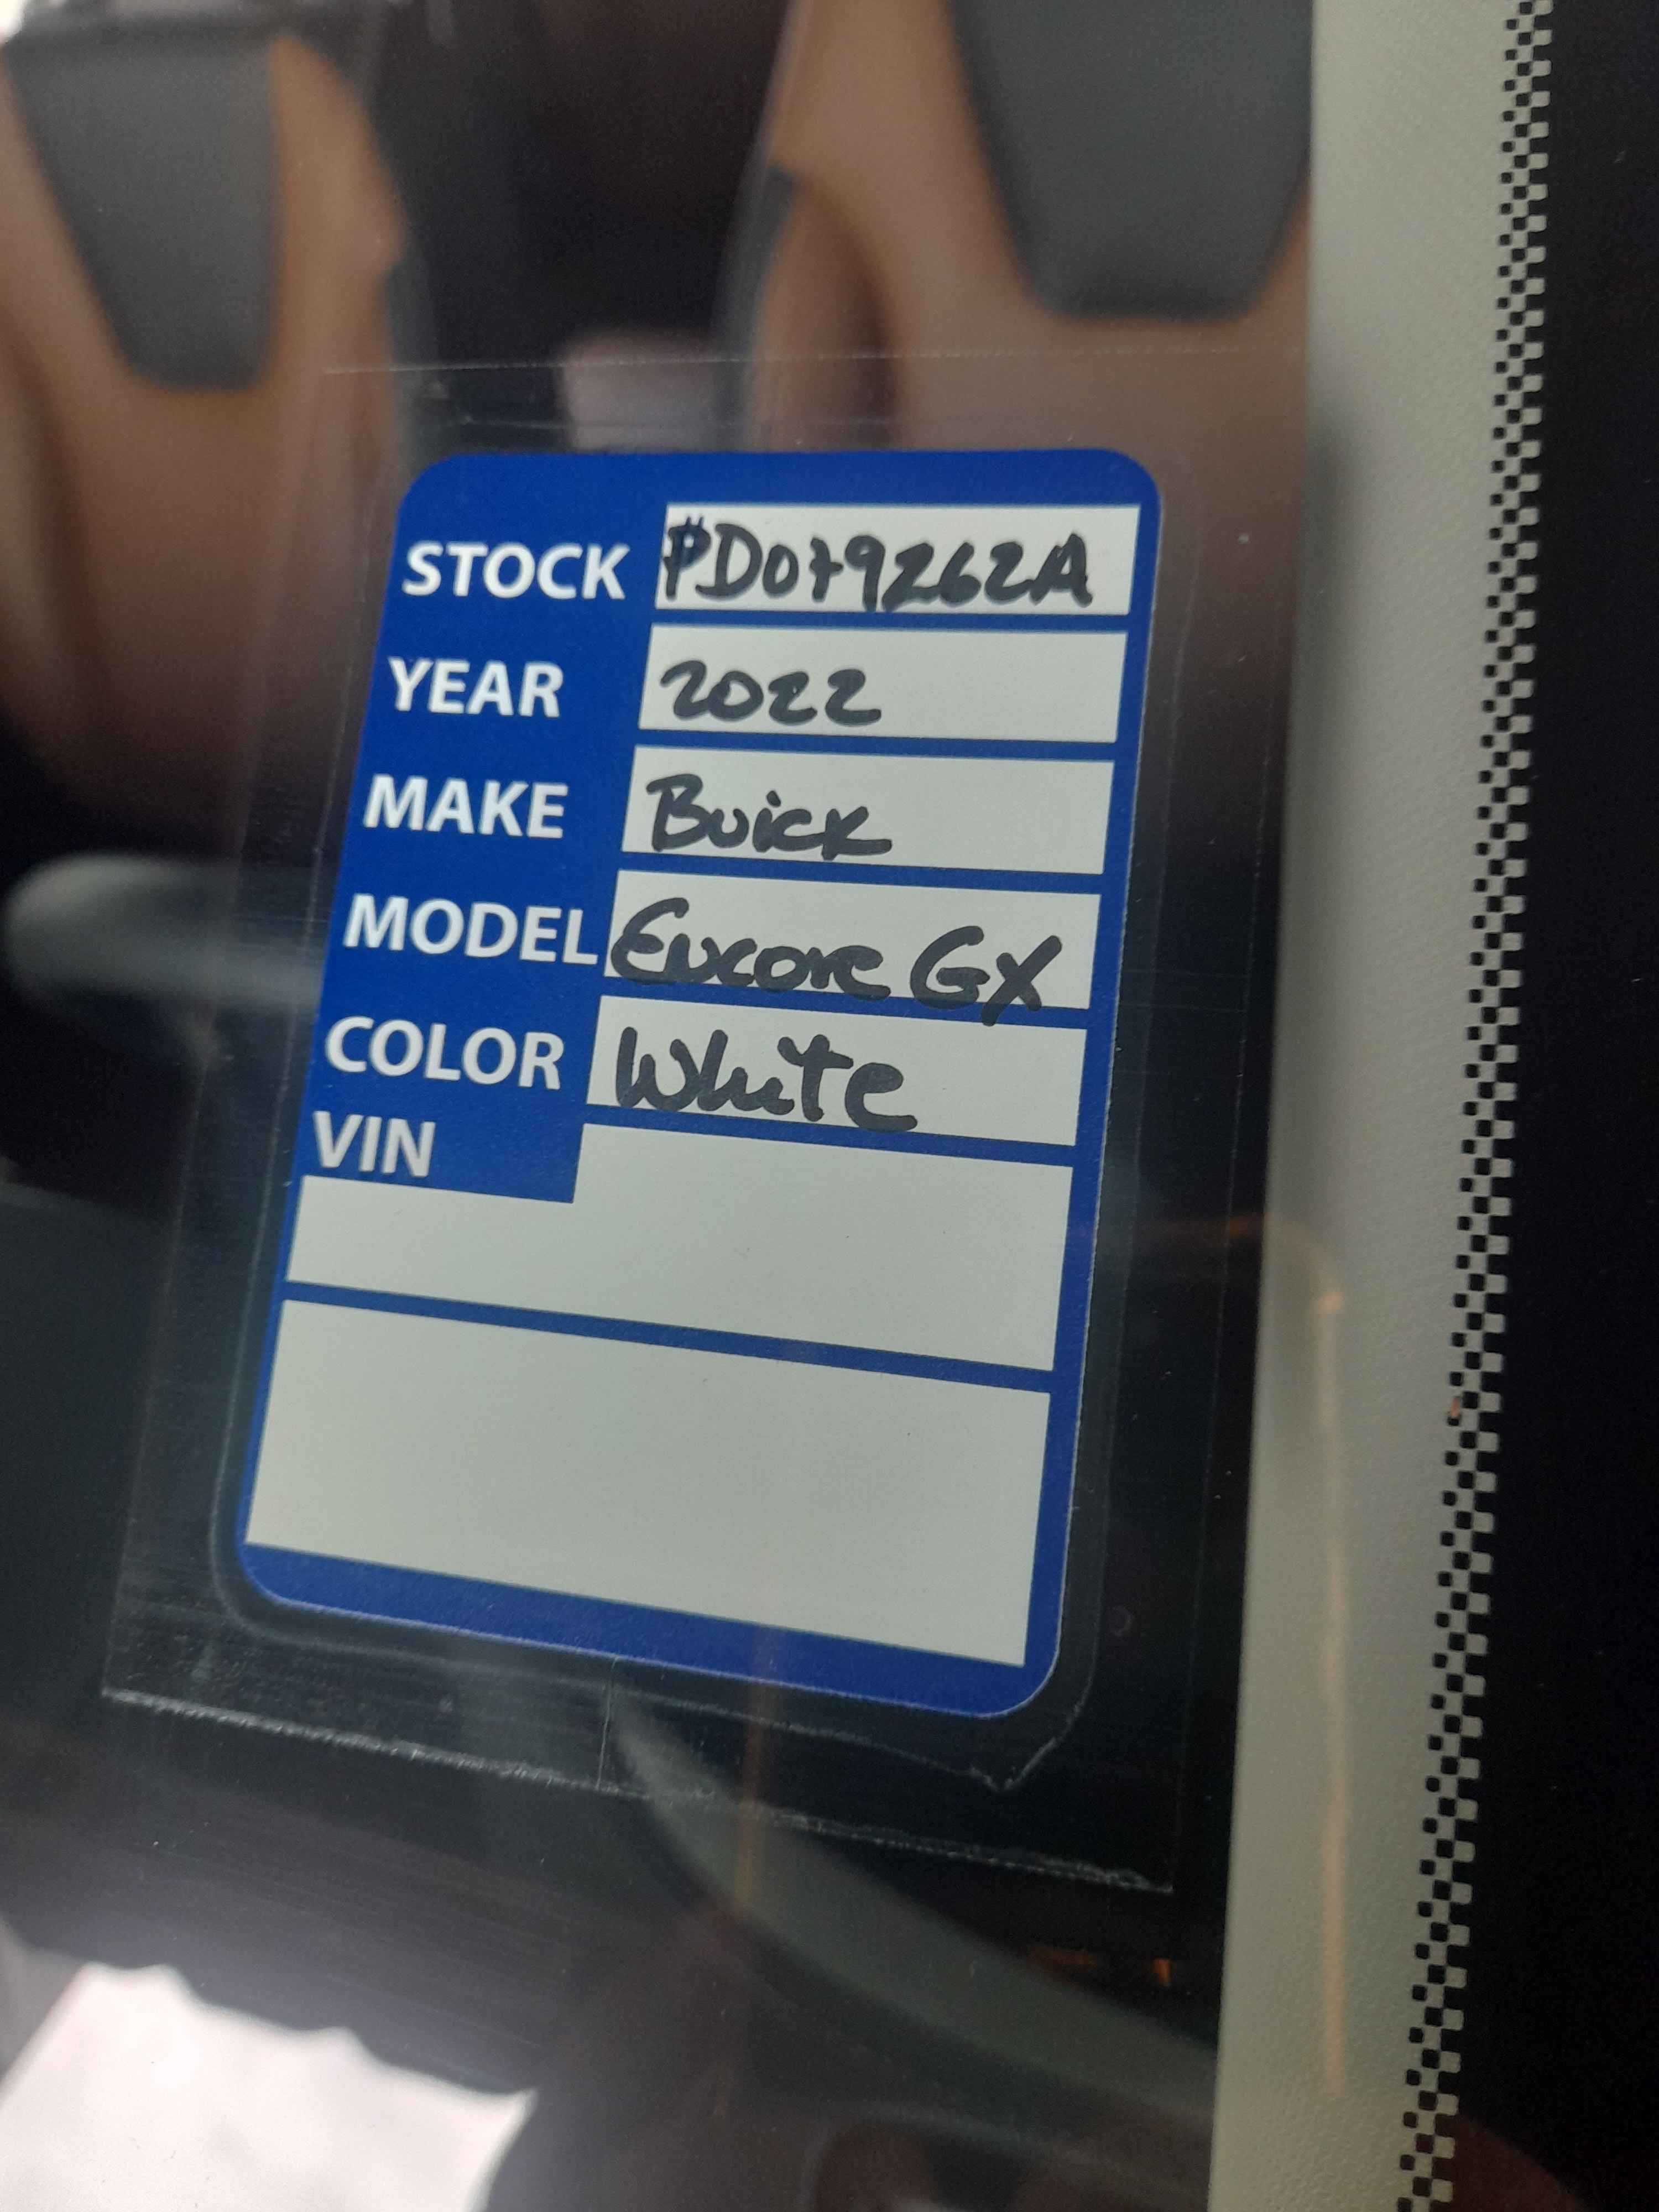 STOCK PD079262A
YEAR 2022
MAKE Buick
MODEL Encore GX
COLOR White
VIN